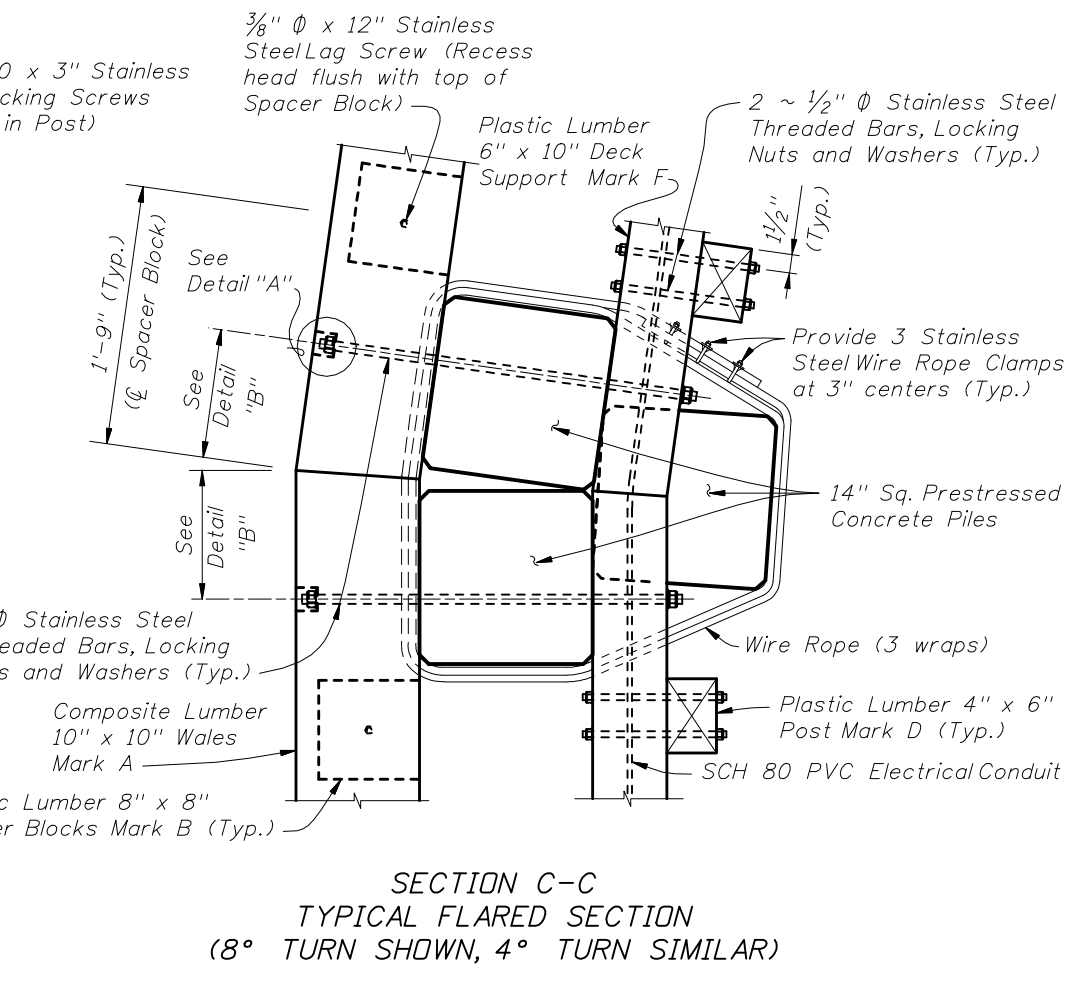 3/8" Φ x 12" Stainless
Steel Lag Screw (Recess
head flush with top of
Spacer Block)
0 x 3" Stainless
cking Screws
in Post)
Plastic Lumber
6" x 10" Deck
Support Mark F
2 ~ 1/2" Φ Stainless Steel
Threaded Bars, Locking
Nuts and Washers (Typ.)
1 1/2"
(Typ.)
1'-9" (Typ.)
(℄ Spacer Block)
See
Detail "A"
See
Detail
"B"
Provide 3 Stainless
Steel Wire Rope Clamps
at 3" centers (Typ.)
14" Sq. Prestressed
Concrete Piles
See
Detail
"B"
Φ Stainless Steel
eaded Bars, Locking
s and Washers (Typ.)
Wire Rope (3 wraps)
Composite Lumber
10" x 10" Wales
Mark A
Plastic Lumber 4" x 6"
Post Mark D (Typ.)
SCH 80 PVC Electrical Conduit
c Lumber 8" x 8"
er Blocks Mark B (Typ.)
SECTION C-C
TYPICAL FLARED SECTION
(8° TURN SHOWN, 4° TURN SIMILAR)